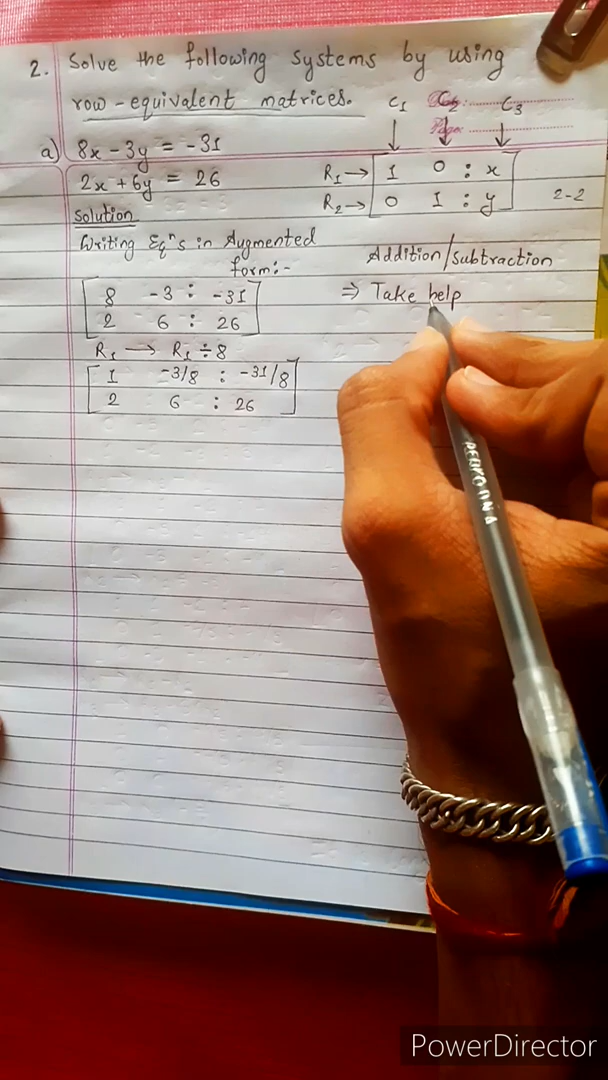 2. Solve the following systems by using
row-equivalent matrices.
a) 8x - 3y = -31
2x + 6y = 26
Solution
Writing Eqⁿs in Augmented
form:-
[ 8 -3 : -31 ]
[ 2 6 : 26 ]
R₁ → R₁ ÷ 8
[ 1 -3/8 : -31/8 ]
[ 2 6 : 26 ]
C₁ C₂ C₃
Page:
R₁ → [ 1 0 : x ]
R₂ → [ 0 1 : y ]
2-2
Addition/Subtraction
⇒ Take help
PowerDirector